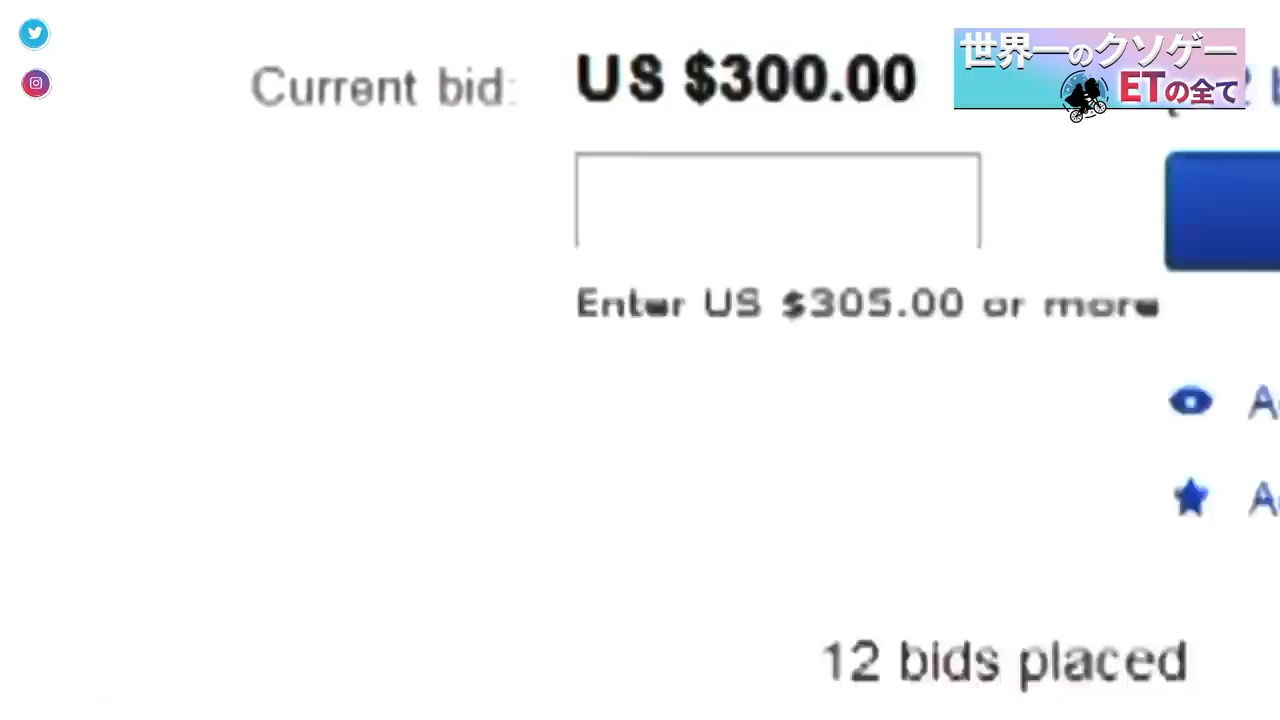 世界一のクソゲー
ETの全て
Current bid:
US $300.00
Enter US $305.00 or more
12 bids placed